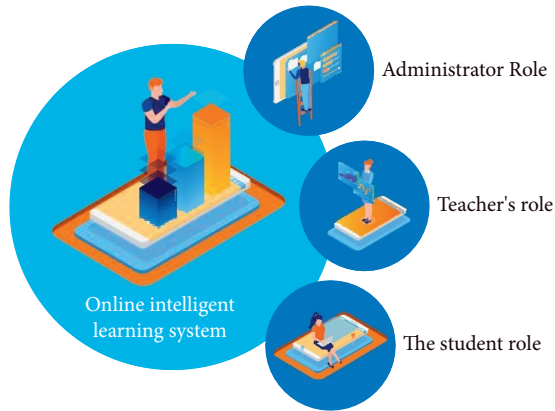 Administrator Role
Teacher's role
Online intelligent
learning system
The student role